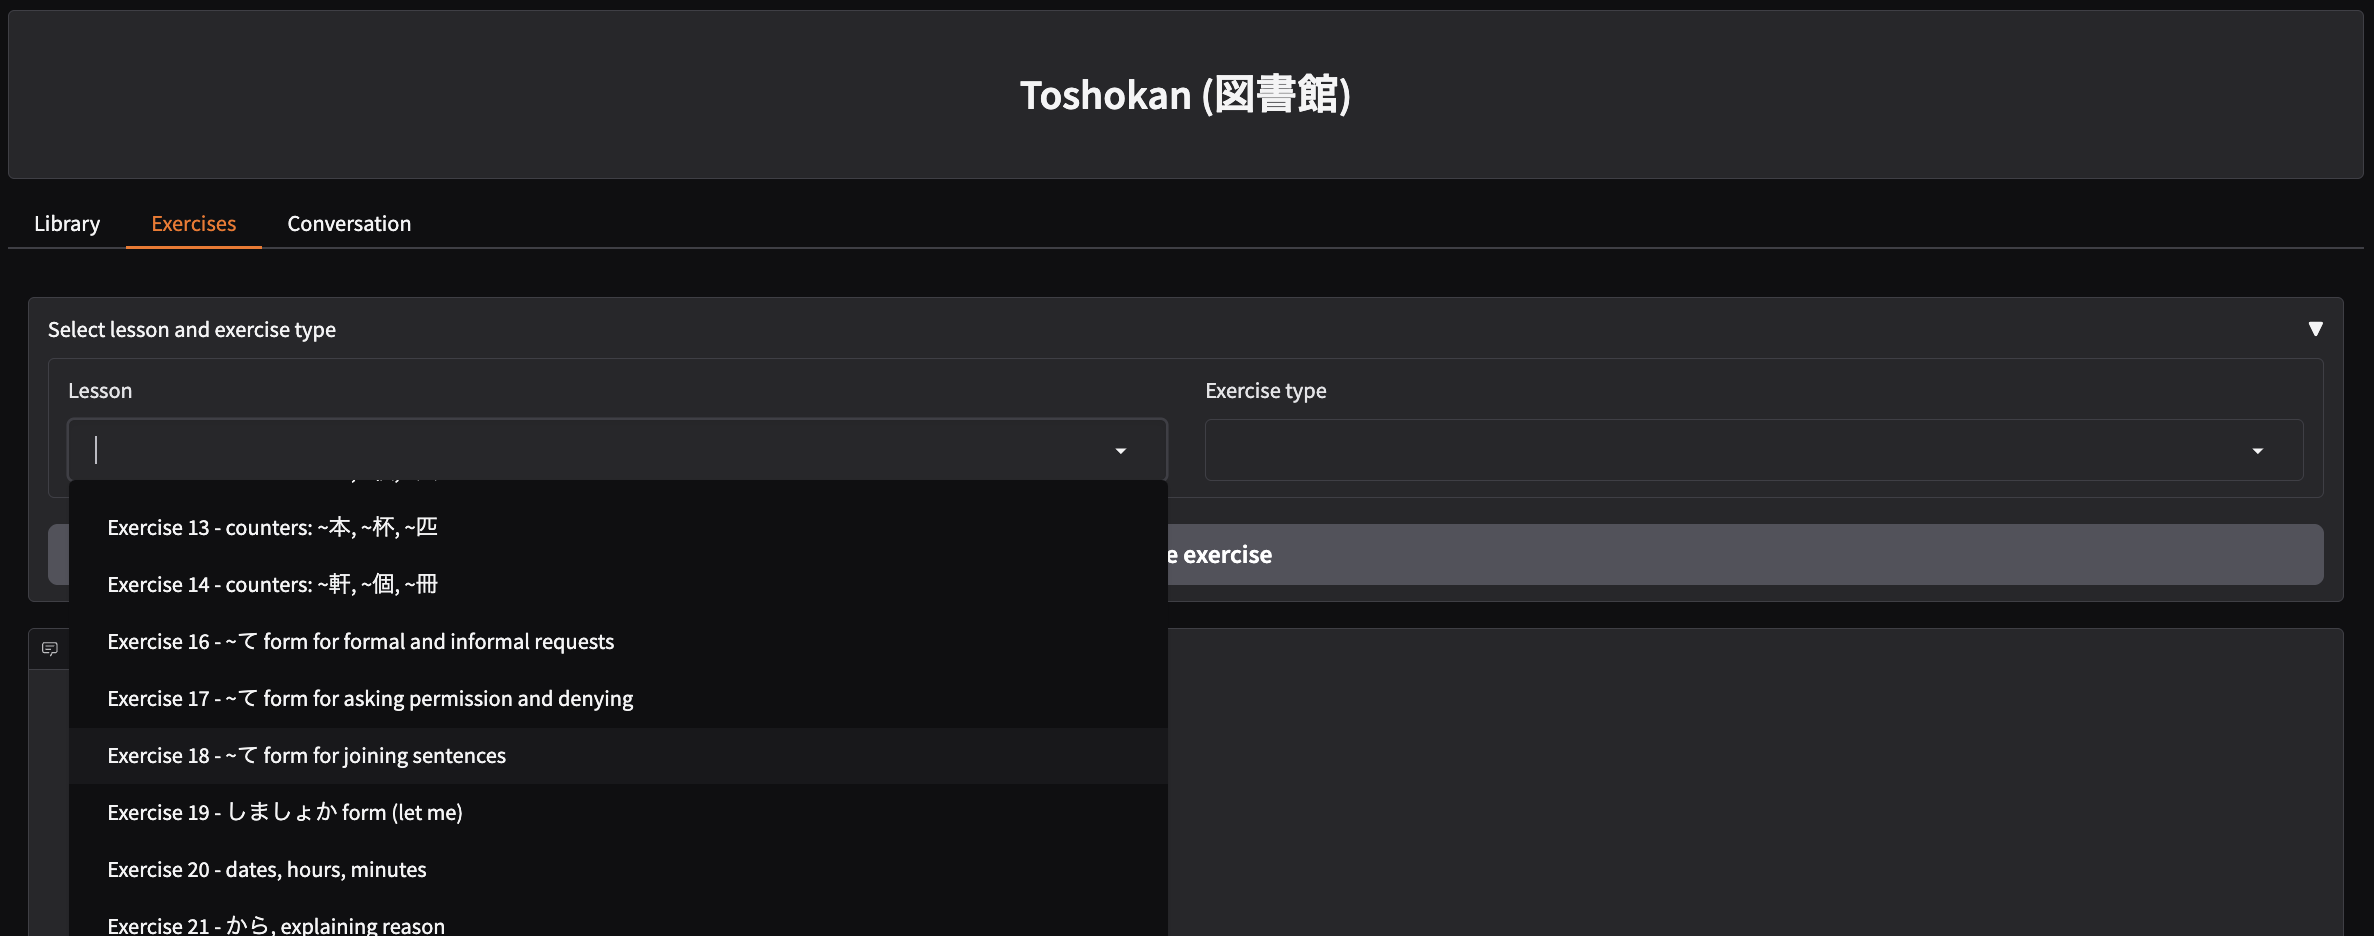 Toshokan (図書館)
Library
Exercises
Conversation
Select lesson and exercise type
▼
Lesson
Exercise type
Exercise 13 - counters: ~本, ~杯, ~匹
e exercise
Exercise 14 - counters: ~軒, ~個, ~冊
Exercise 16 - ~て form for formal and informal requests
Exercise 17 - ~て form for asking permission and denying
Exercise 18 - ~て form for joining sentences
Exercise 19 - しましょか form (let me)
Exercise 20 - dates, hours, minutes
Exercise 21 - から, explaining reason